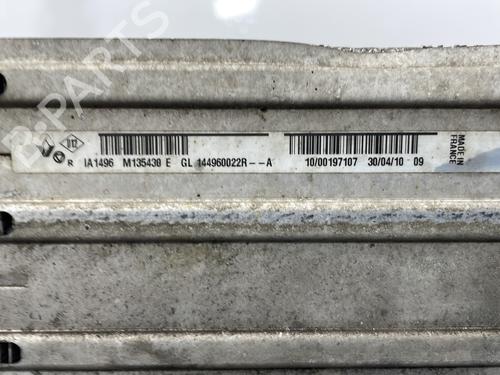 B-PARTS
R IA1496 M135430 E GL 144960022R--A 10/00197107 30/04/10 09
MADE IN
FRANCE